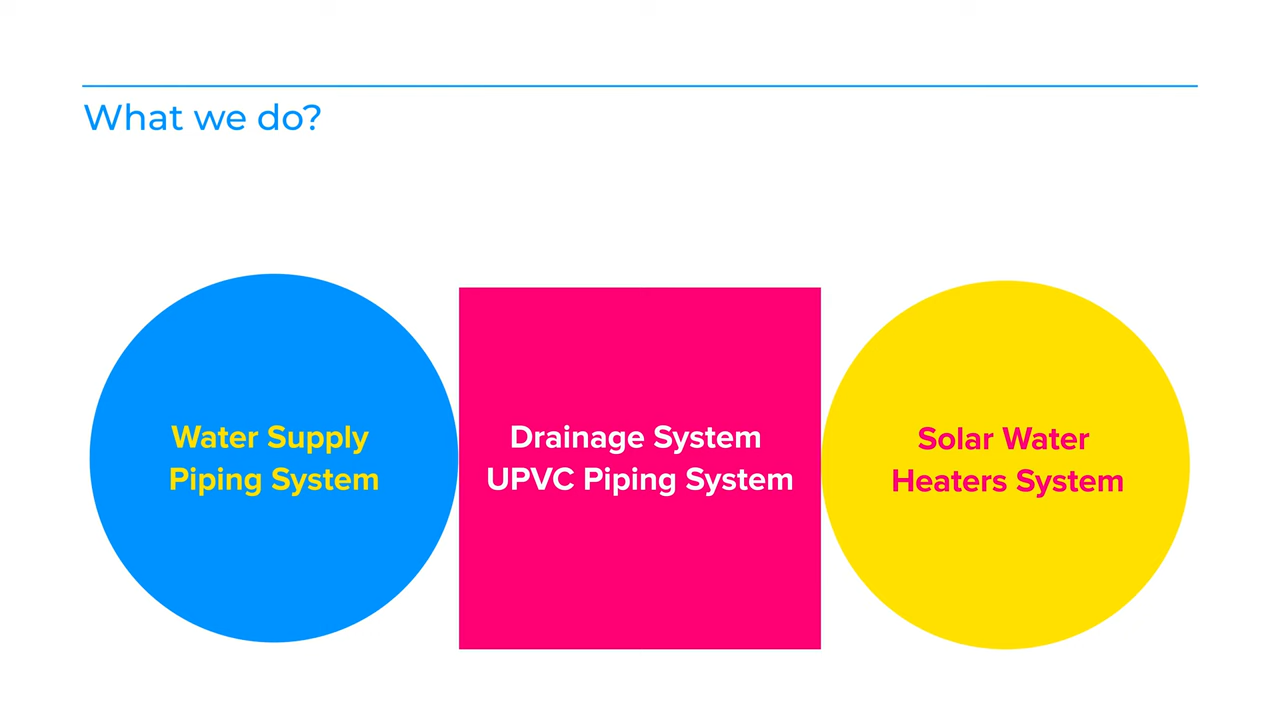 What we do?
Water Supply
Piping System
Drainage System
UPVC Piping System
Solar Water
Heaters System